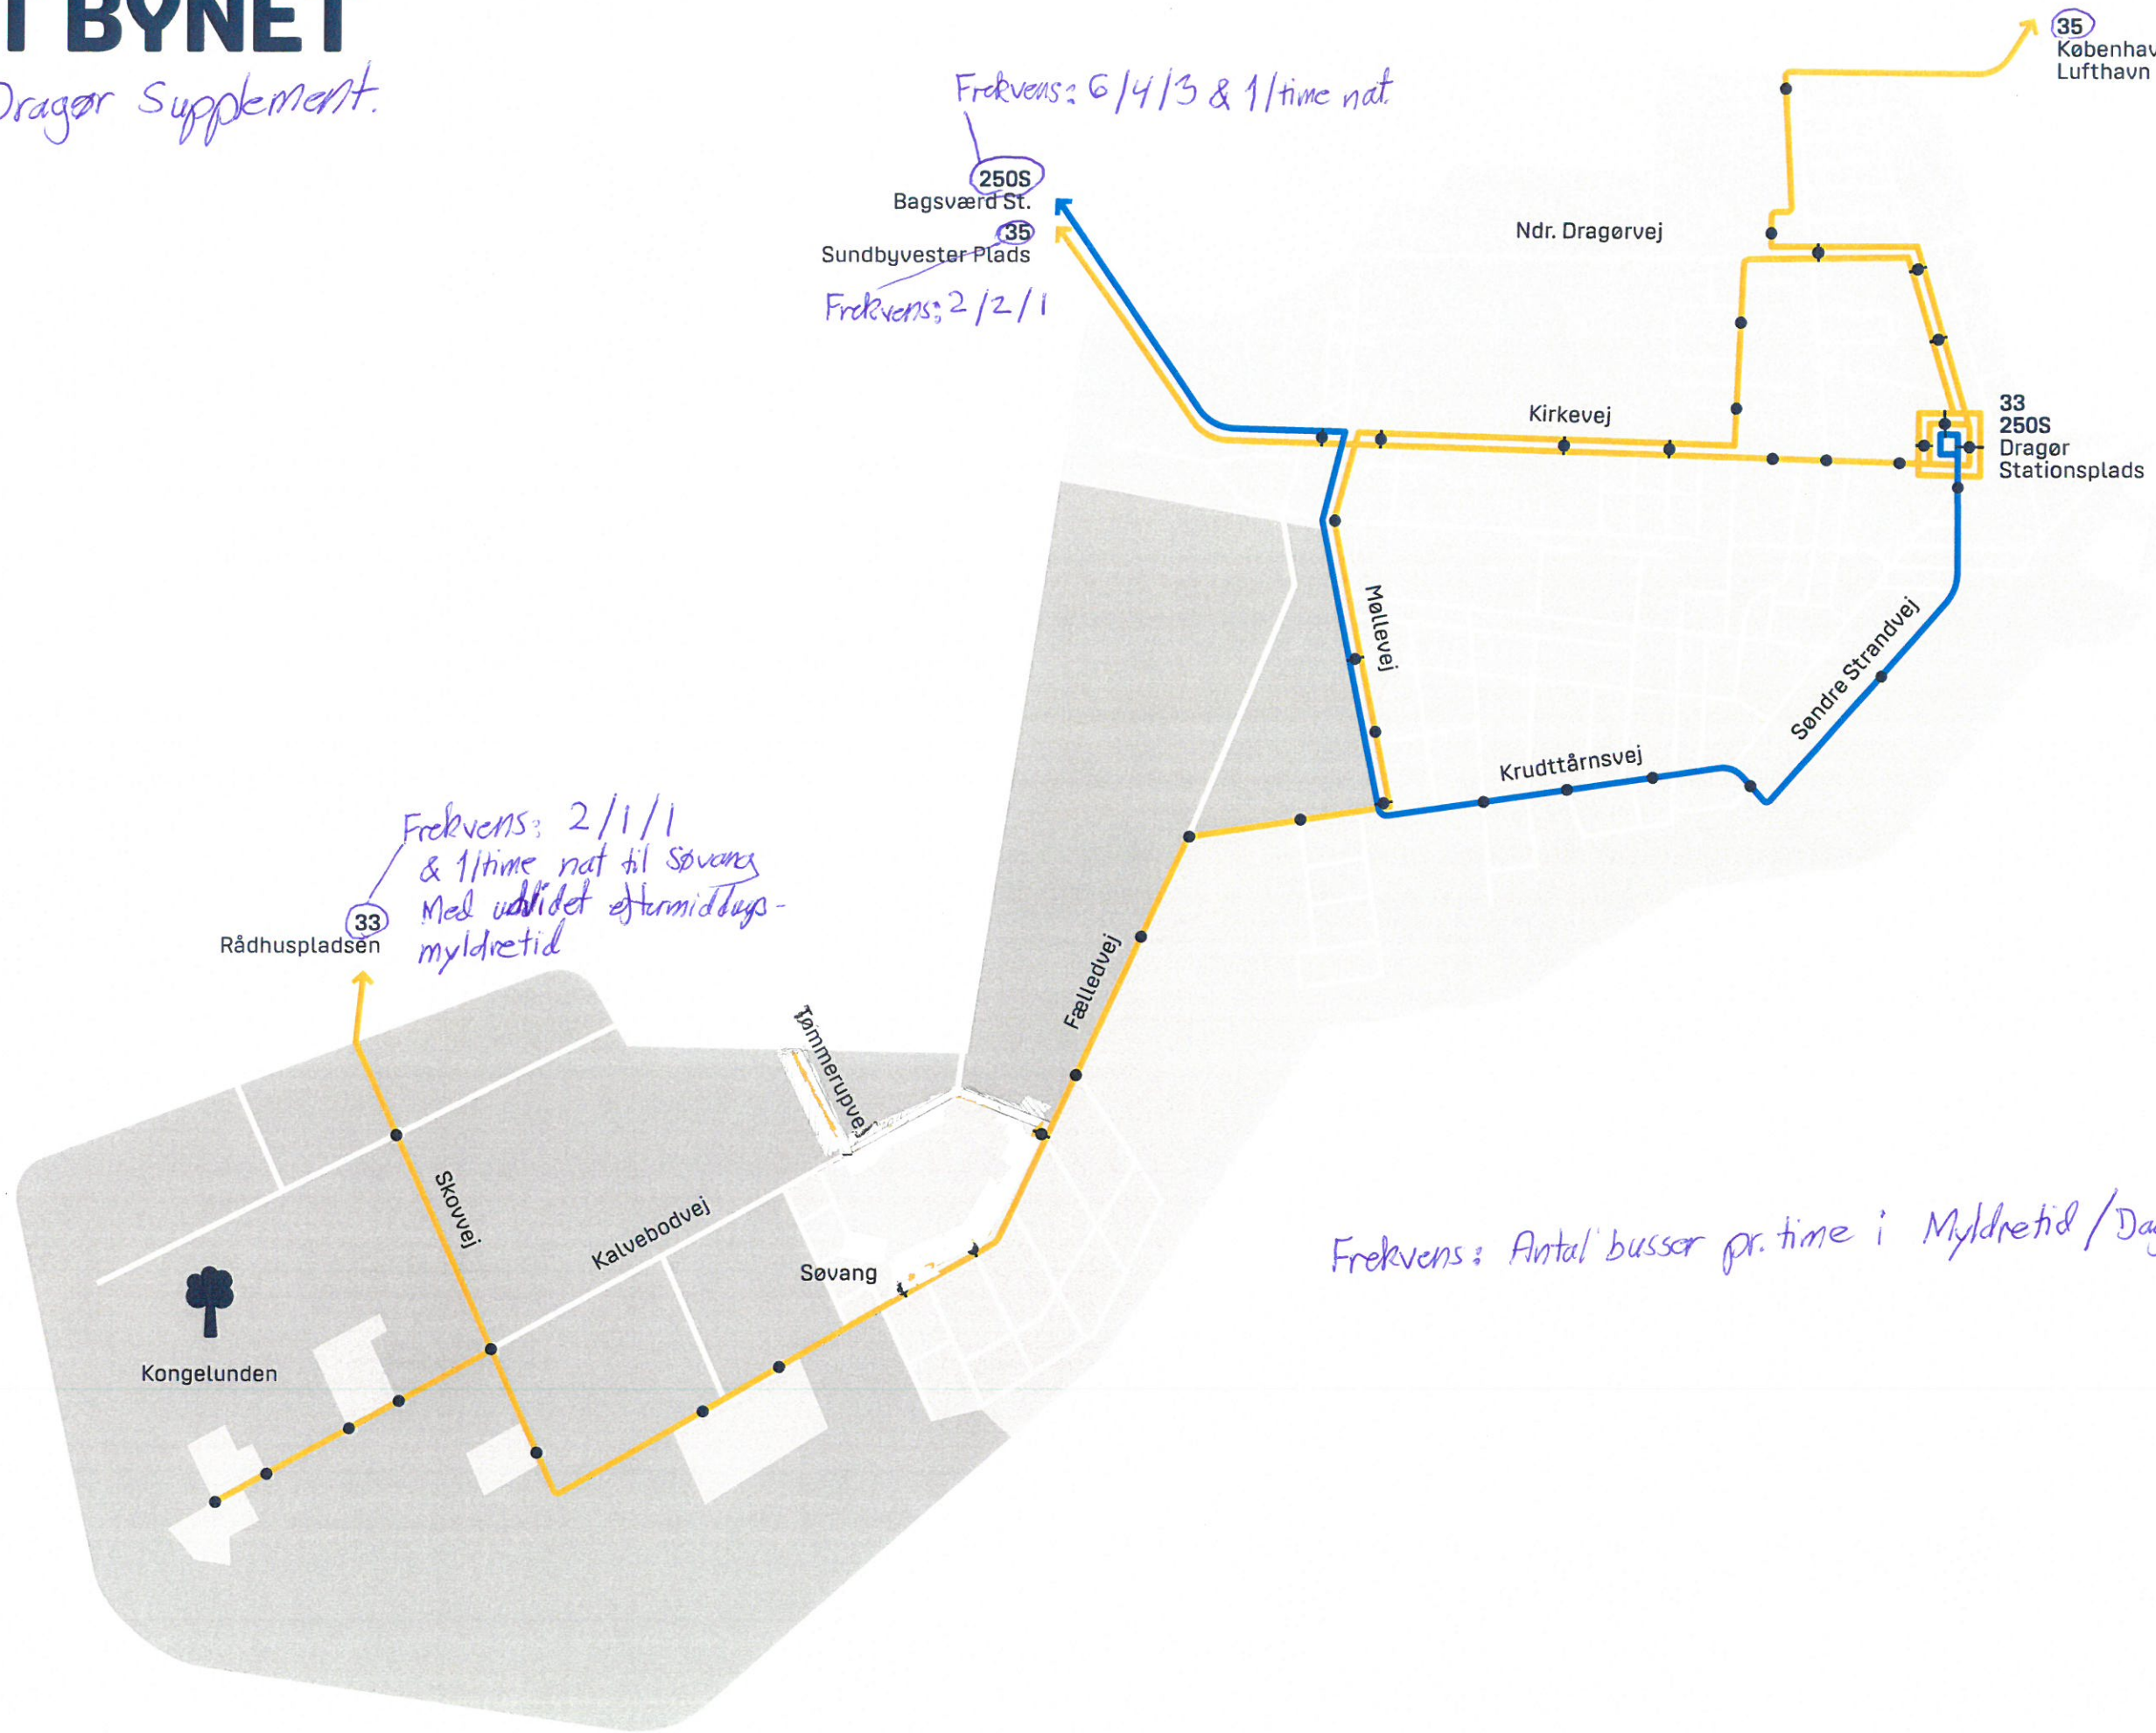 T BYNET
Dragør Supplement.
Frekvens: 6/4/3 & 1/time nat.
250S
Bagsværd St.
35
Sundbyvester Plads
Frekvens: 2/2/1
35
Københav
Lufthavn
Ndr. Dragørvej
Kirkevej
33
250S
Dragør
Stationsplads
Møllevej
Søndre Strandvej
Krudttårnsvej
Frekvens: 2/1/1
& 1/time nat til Søvang
Med udvidet eftermiddags-
myldretid
33
Rådhuspladsen
Fælledvej
Tømmerupvej
Skovvej
Kalvebodvej
Søvang
Kongelunden
Frekvens: Antal busser pr. time i Myldretid / Da